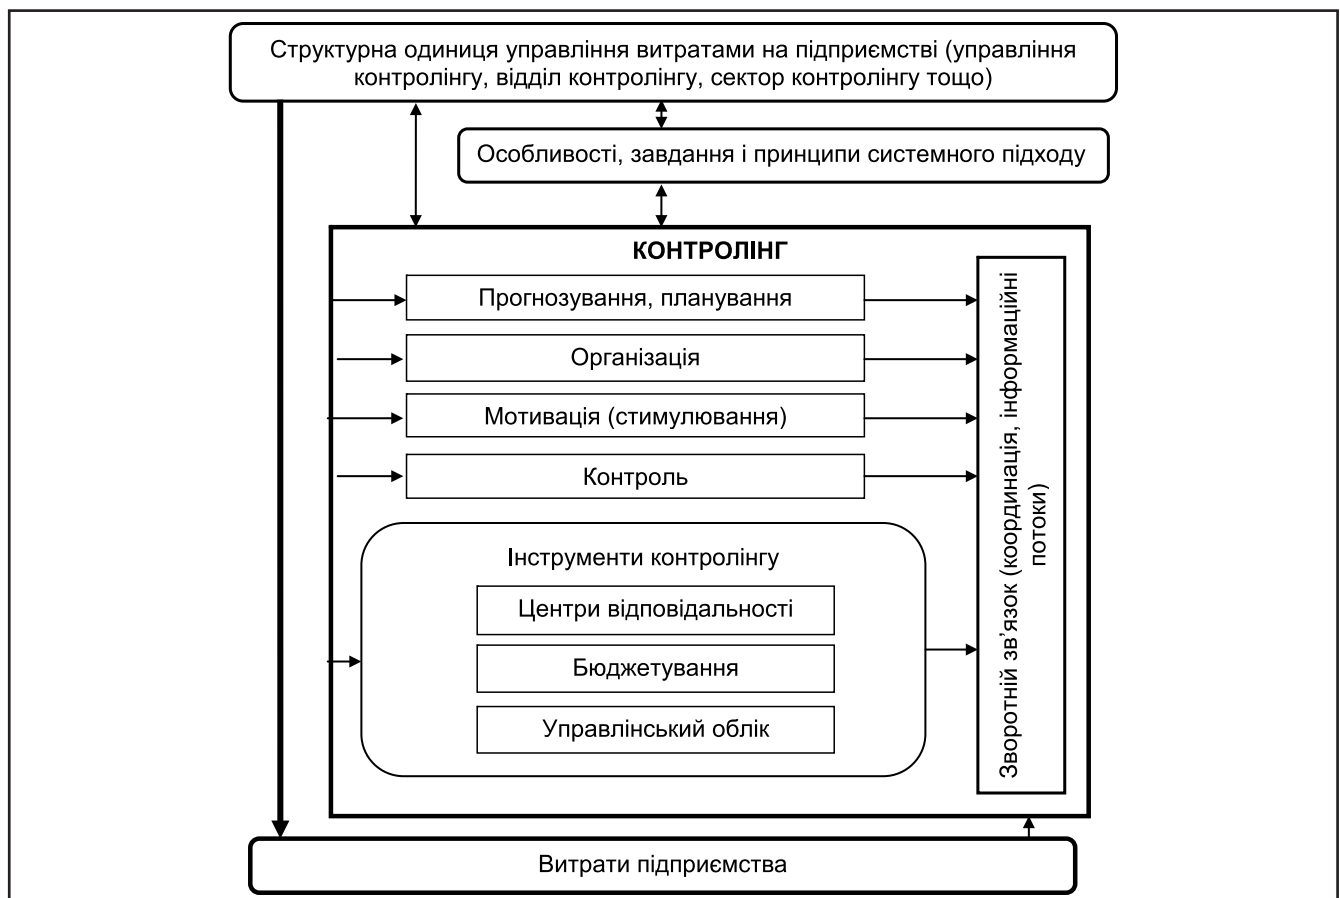 Структурна одиниця управління витратами на підприємстві (управління
контролінгу, відділ контролінгу, сектор контролінгу тощо)
Особливості, завдання і принципи системного підходу
КОНТРОЛІНГ
Прогнозування, планування
Організація
Мотивація (стимулювання)
Контроль
Інструменти контролінгу
Центри відповідальності
Бюджетування
Управлінський облік
Зворотній зв’язок (координація, інформаційні
потоки)
Витрати підприємства